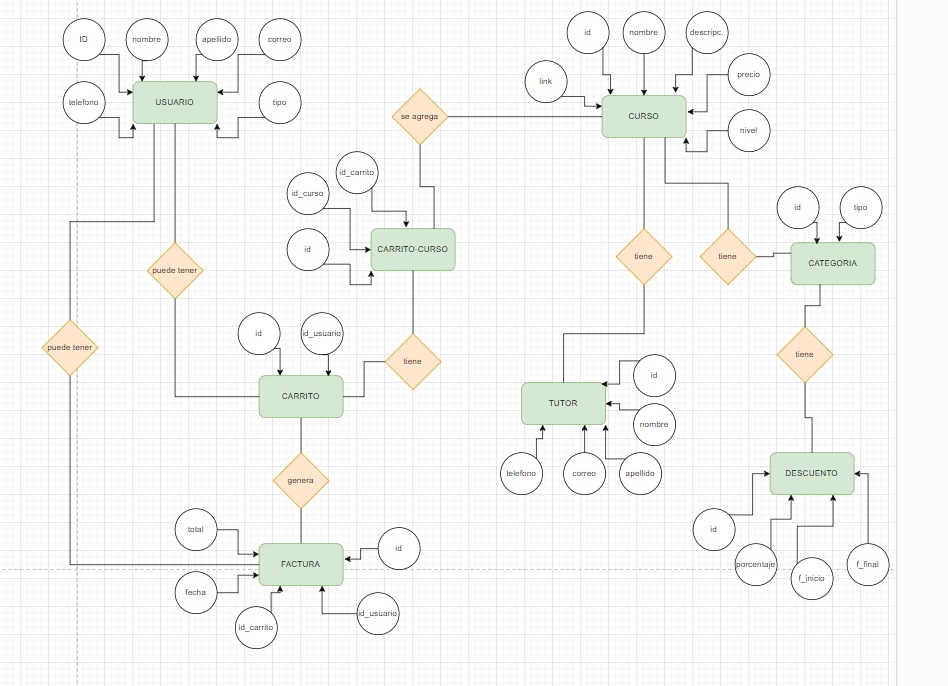 ID
nombre
apellido
correo
telefono
USUARIO
tipo
id
nombre
descripc.
link
precio
CURSO
nivel
se agrega
id_carrito
id_curso
id
CARRITO-CURSO
puede tener
puede tener
tiene
tiene
id
tipo
CATEGORIA
id
id_usuario
CARRITO
tiene
tiene
TUTOR
id
nombre
telefono
correo
apellido
genera
DESCUENTO
id
porcentaje
f_inicio
f_final
total
id
FACTURA
fecha
id_carrito
id_usuario